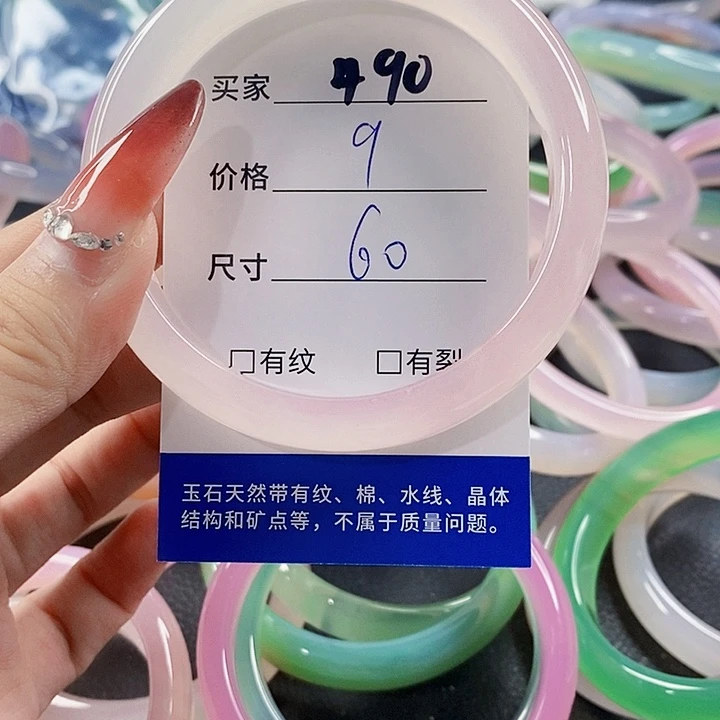 买家 490
价格 9
尺寸 60
□有纹 □有裂
玉石天然带有纹、棉、水线、晶体
结构和矿点等，不属于质量问题。